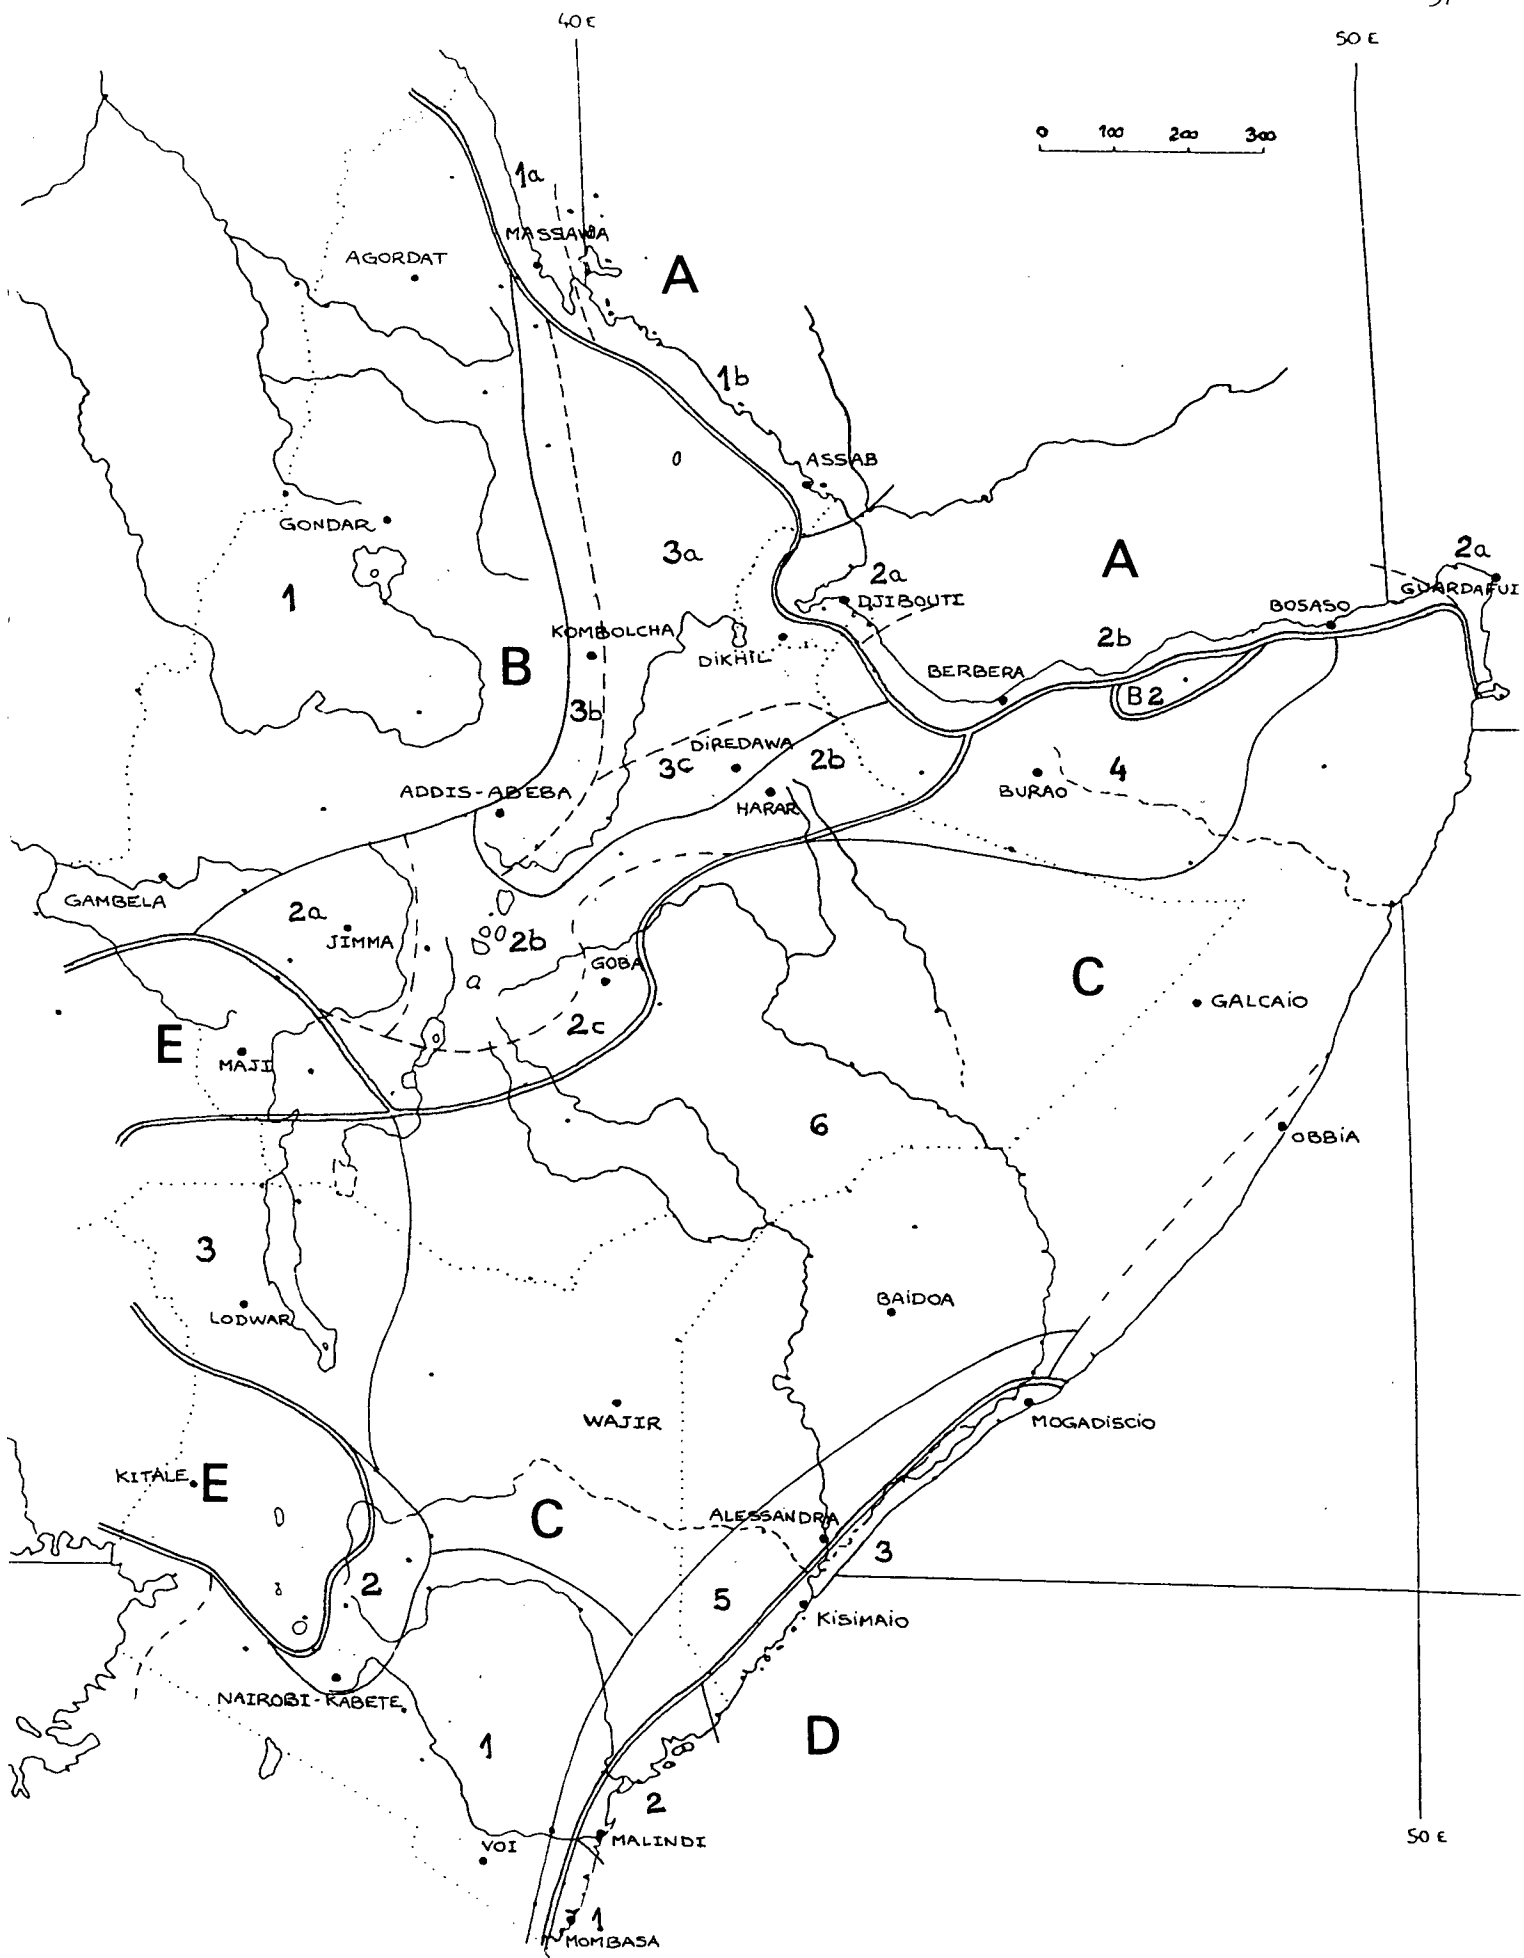 40 E
50 E
0 100 200 300
1a
MASSAWA
AGORDAT
A
1b
ASSAB
GONDAR
3a
A
2a
2a
DJIBOUTI
GUARDAFUI
1
BOSASO
KOMBOLCHA
2b
B
DIKHIL
BERBERA
B2
3b
DIREDAWA
3c
2b
4
BURAO
ADDIS-ABEBA
HARAR
GAMBELA
2a
JIMMA
2b
GOBA
C
GALCAIO
2c
E
MAJI
6
OBBIA
3
BAIDOA
LODWAR
WAJIR
MOGADISCIO
KITALE
E
C
ALESSANDRA
3
2
5
KISIMAIO
NAIROBI-KABETE
D
1
2
50 E
VOI
MALINDI
1
MOMBASA